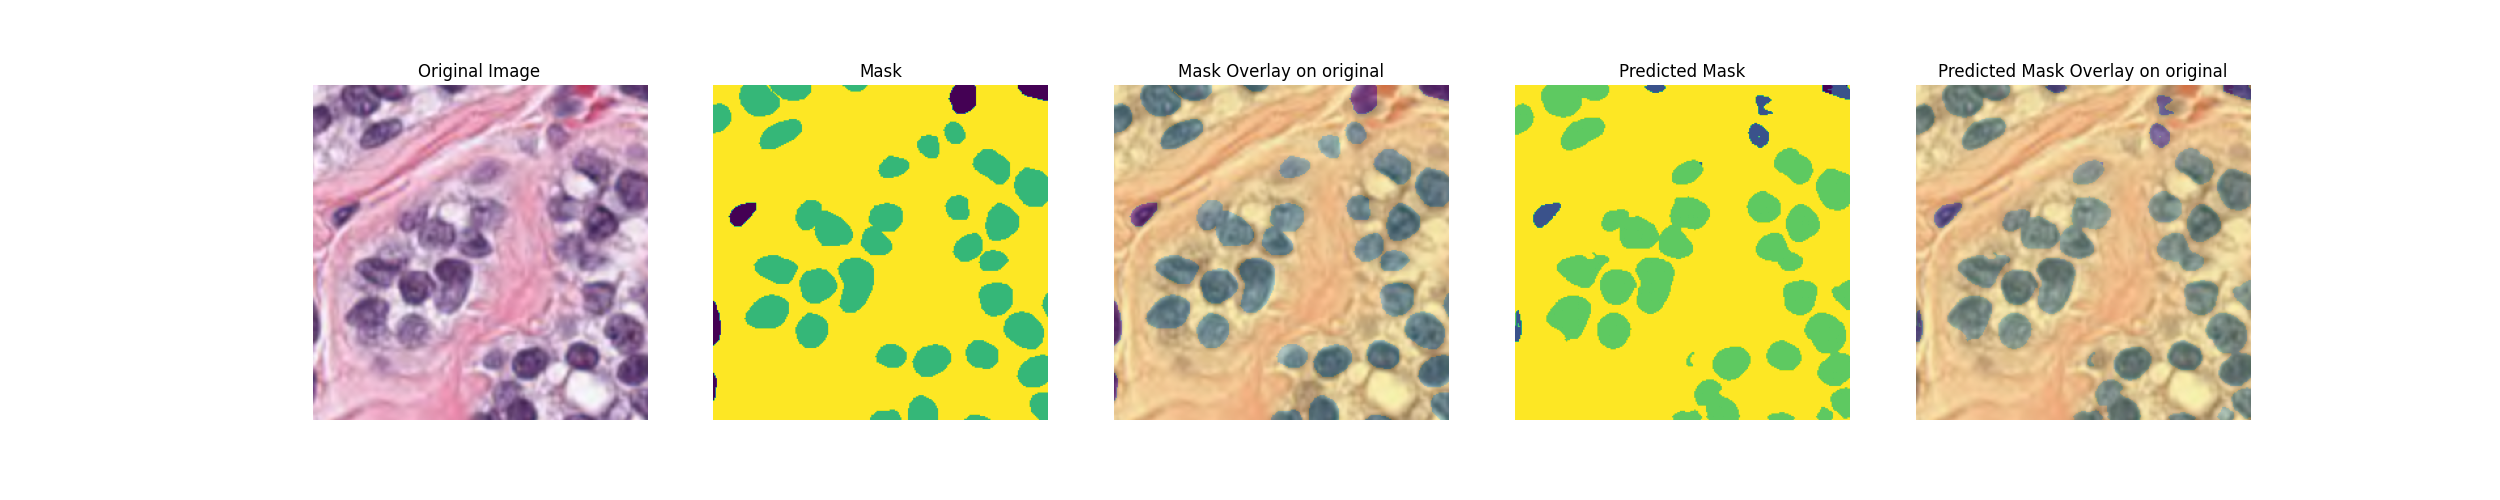 Original Image
Mask
Mask Overlay on original
Predicted Mask
Predicted Mask Overlay on original